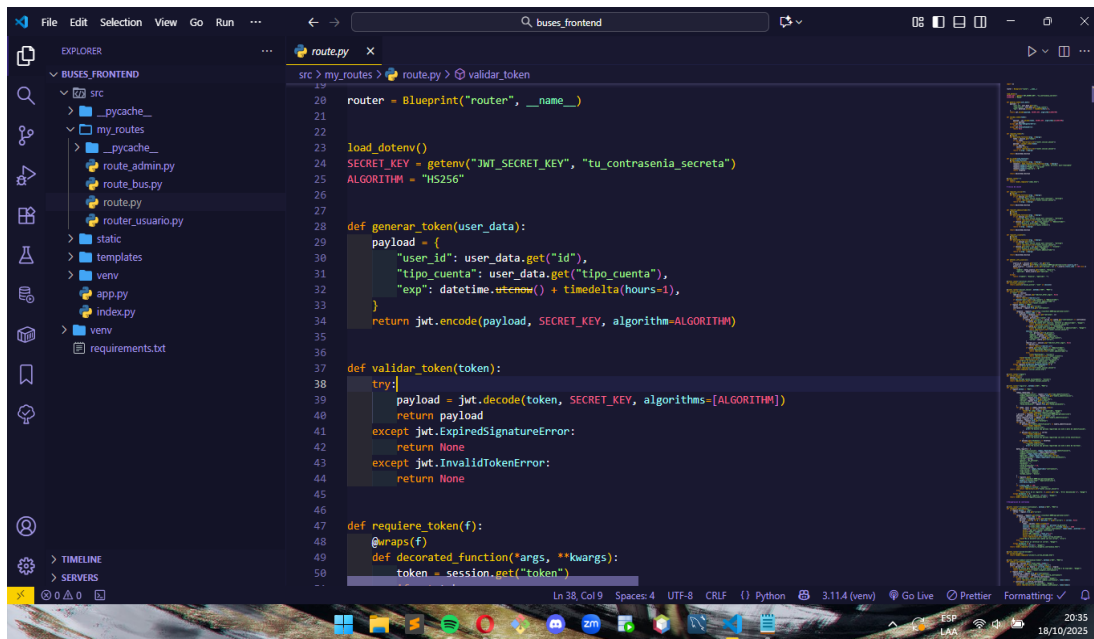 File Edit Selection View Go Run ···
buses_frontend
EXPLORER ···
BUSES_FRONTEND
src
__pycache__
my_routes
__pycache__
route_admin.py
route_bus.py
route.py
router_usuario.py
static
templates
venv
app.py
index.py
venv
requirements.txt
TIMELINE
SERVERS
route.py
src > my_routes > route.py > validar_token
19
20 router = Blueprint("router", __name__)
21
22
23 load_dotenv()
24 SECRET_KEY = getenv("JWT_SECRET_KEY", "tu_contrasenia_secreta")
25 ALGORITHM = "HS256"
26
27
28 def generar_token(user_data):
29 payload = {
30 "user_id": user_data.get("id"),
31 "tipo_cuenta": user_data.get("tipo_cuenta"),
32 "exp": datetime.utcnow() + timedelta(hours=1),
33 }
34 return jwt.encode(payload, SECRET_KEY, algorithm=ALGORITHM)
35
36
37 def validar_token(token):
38 try:
39 payload = jwt.decode(token, SECRET_KEY, algorithms=[ALGORITHM])
40 return payload
41 except jwt.ExpiredSignatureError:
42 return None
43 except jwt.InvalidTokenError:
44 return None
45
46
47 def requiere_token(f):
48 @wraps(f)
49 def decorated_function(*args, **kwargs):
50 token = session.get("token")
0 0 Ln 38, Col 9 Spaces: 4 UTF-8 CRLF {} Python 3.11.4 (venv) Go Live Prettier Formatting: ✓
zm
ESP
LAA
20:35
18/10/2025